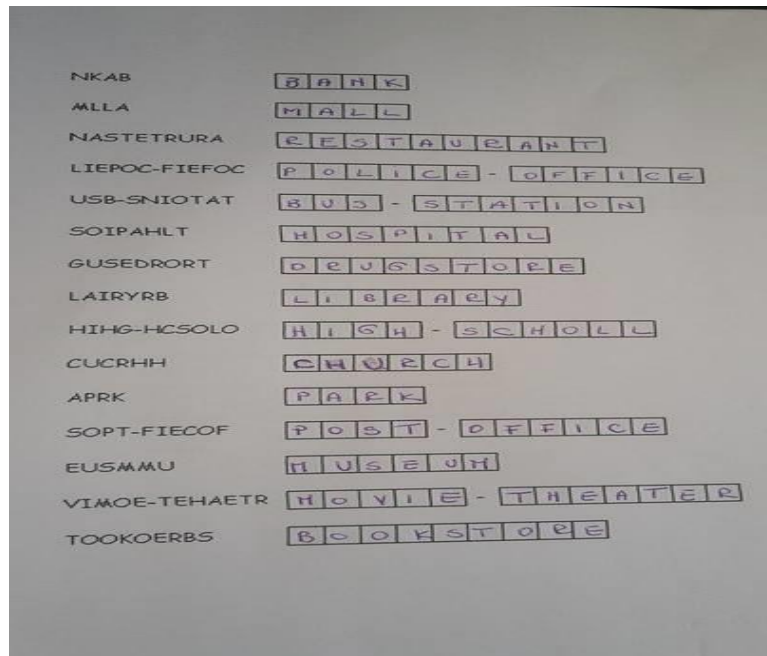 NKAB BANK
MLLA MALL
NASTETRURA RESTAURANT
LIEPOC-FIEFOC POLICE - OFFICE
USB-SNIOTAT BUS - STATION
SOIPAHLT HOSPITAL
GUSEDRORT DRUGSTORE
LAIRYRB LIBRARY
HIHG-HCSOLO HIGH - SCHOLL
CUCRHH CHURCH
APRK PARK
SOPT-FIECOF POST - OFFICE
EUSMMU MUSEUM
VIMOE-TEHAETR MOVIE - THEATER
TOOKOERBS BOOKSTORE